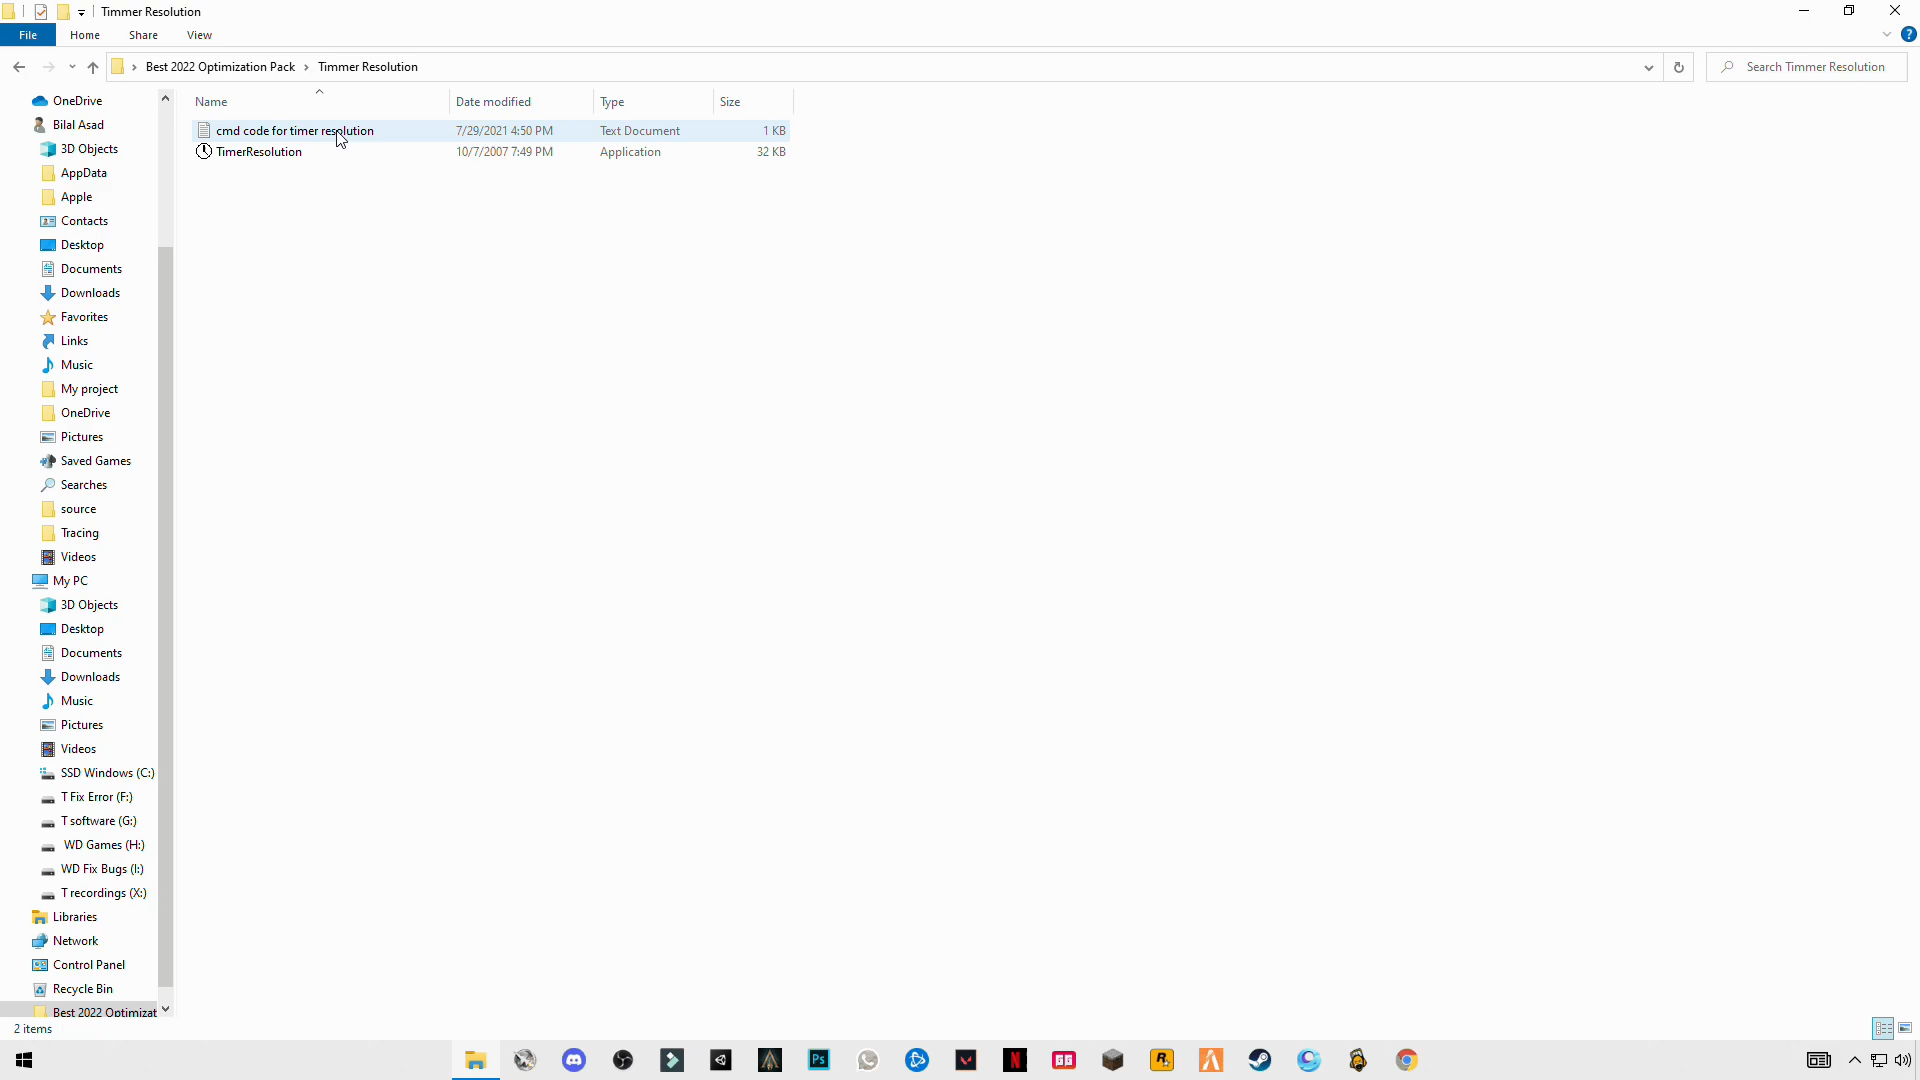 Timmer Resolution
File Home Share View
Best 2022 Optimization Pack Timmer Resolution Search Timmer Resolution
Name Date modified Type Size
cmd code for timer resolution 7/29/2021 4:50 PM Text Document 1 KB
TimerResolution 10/7/2007 7:49 PM Application 32 KB
OneDrive
Bilal Asad
3D Objects
AppData
Apple
Contacts
Desktop
Documents
Downloads
Favorites
Links
Music
My project
OneDrive
Pictures
Saved Games
Searches
source
Tracing
Videos
My PC
3D Objects
Desktop
Documents
Downloads
Music
Pictures
Videos
SSD Windows (C:)
T Fix Error (F:)
T software (G:)
WD Games (H:)
WD Fix Bugs (I:)
T recordings (X:)
Libraries
Network
Control Panel
Recycle Bin
Best 2022 Optimizat
2 items